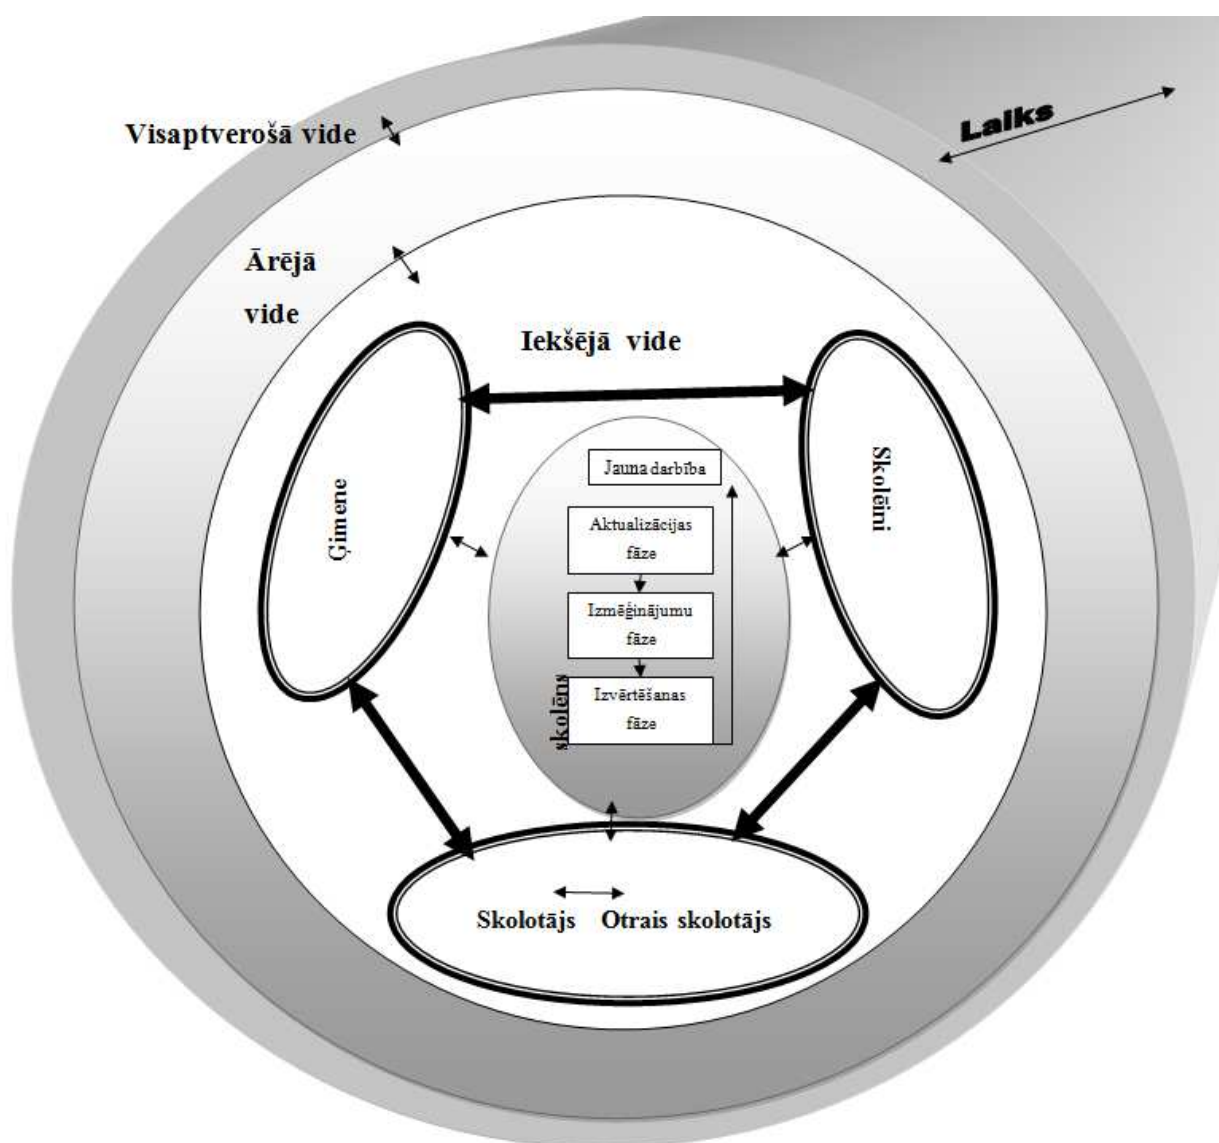 Laiks
Visaptverošā vide
Ārējā
vide
Iekšējā vide
Ģimene
Skolēini
Jauna darbība
Aktualizācijas
fāze
Izmēģinājumu
fāze
Izvērtēšanas
fāze
skolēns
Skolotājs Otrais skolotājs